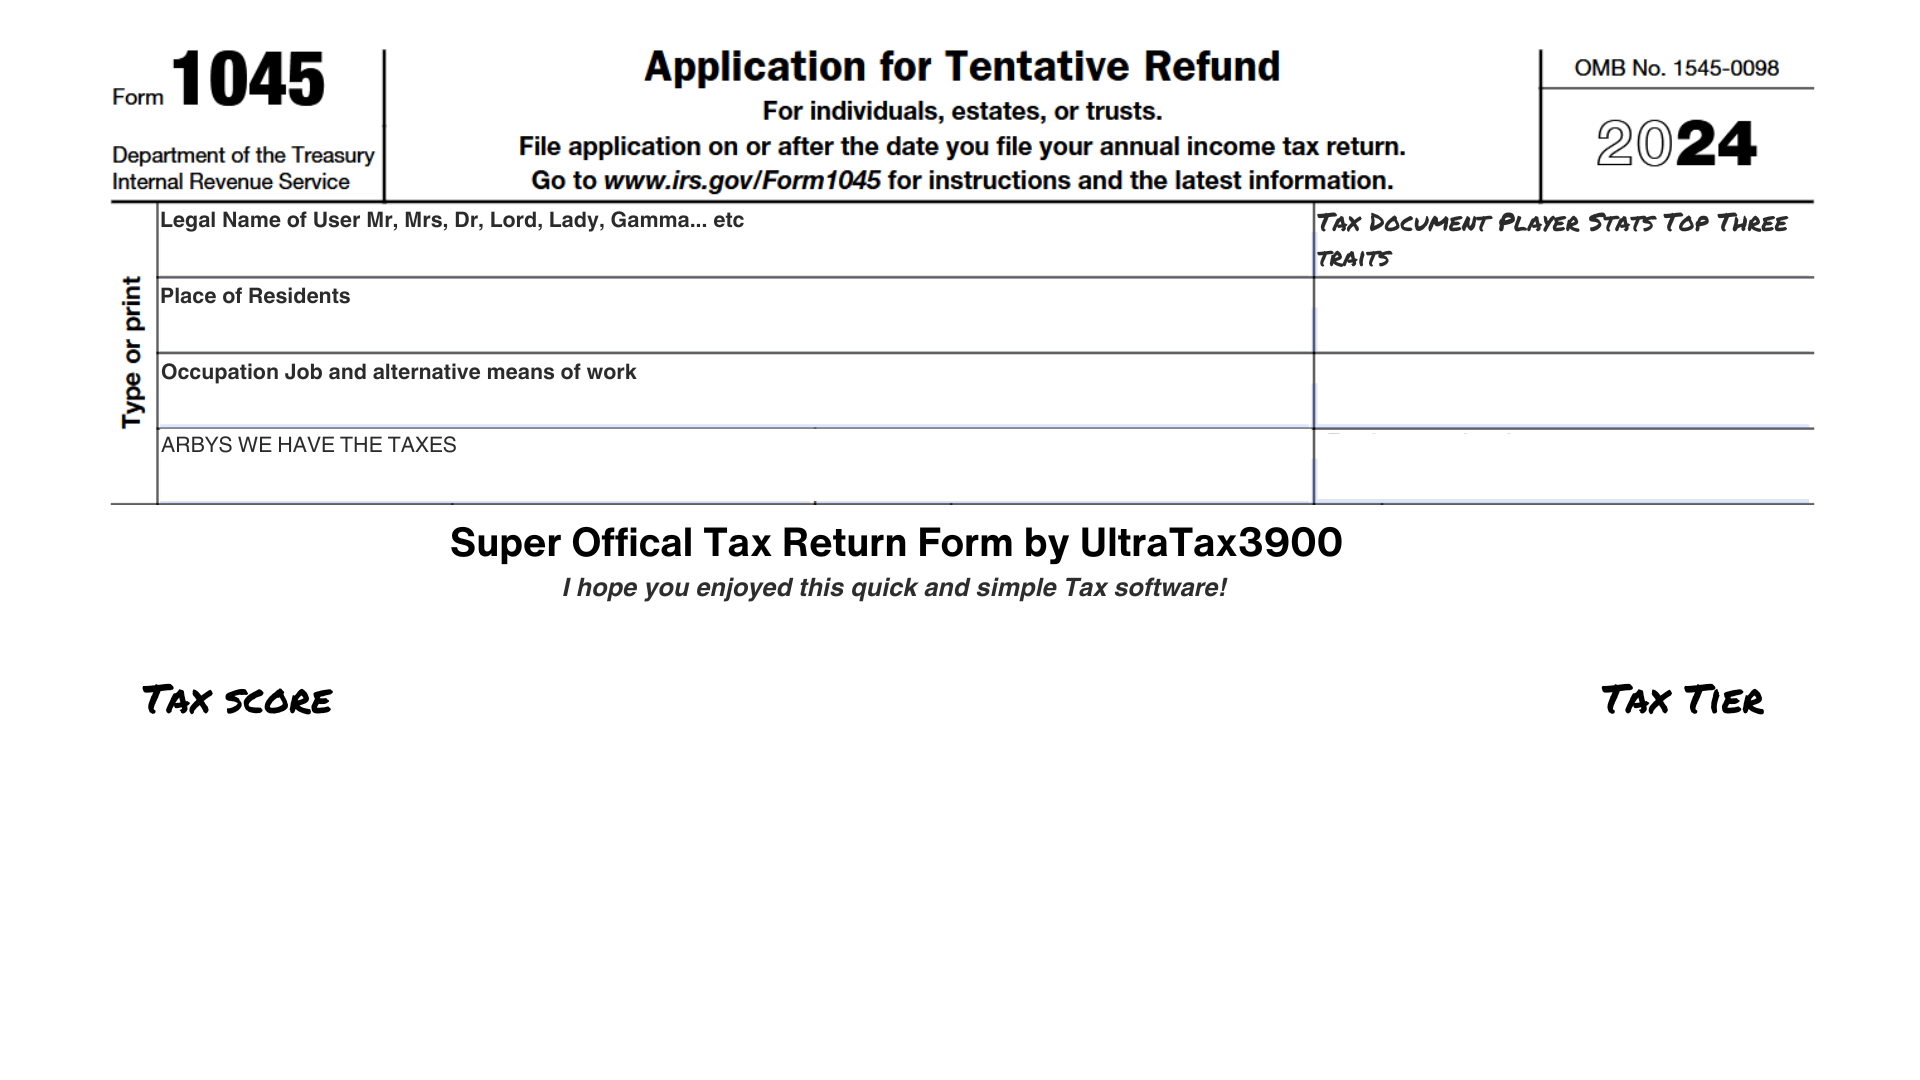 Form 1045
Department of the Treasury
Internal Revenue Service
Application for Tentative Refund
For individuals, estates, or trusts.
File application on or after the date you file your annual income tax return.
Go to www.irs.gov/Form1045 for instructions and the latest information.
OMB No. 1545-0098
2024
Type or print
Legal Name of User Mr, Mrs, Dr, Lord, Lady, Gamma... etc
Tax Document Player Stats Top Three
traits
Place of Residents
Occupation Job and alternative means of work
ARBYS WE HAVE THE TAXES
Super Offical Tax Return Form by UltraTax3900
I hope you enjoyed this quick and simple Tax software!
Tax score
Tax Tier